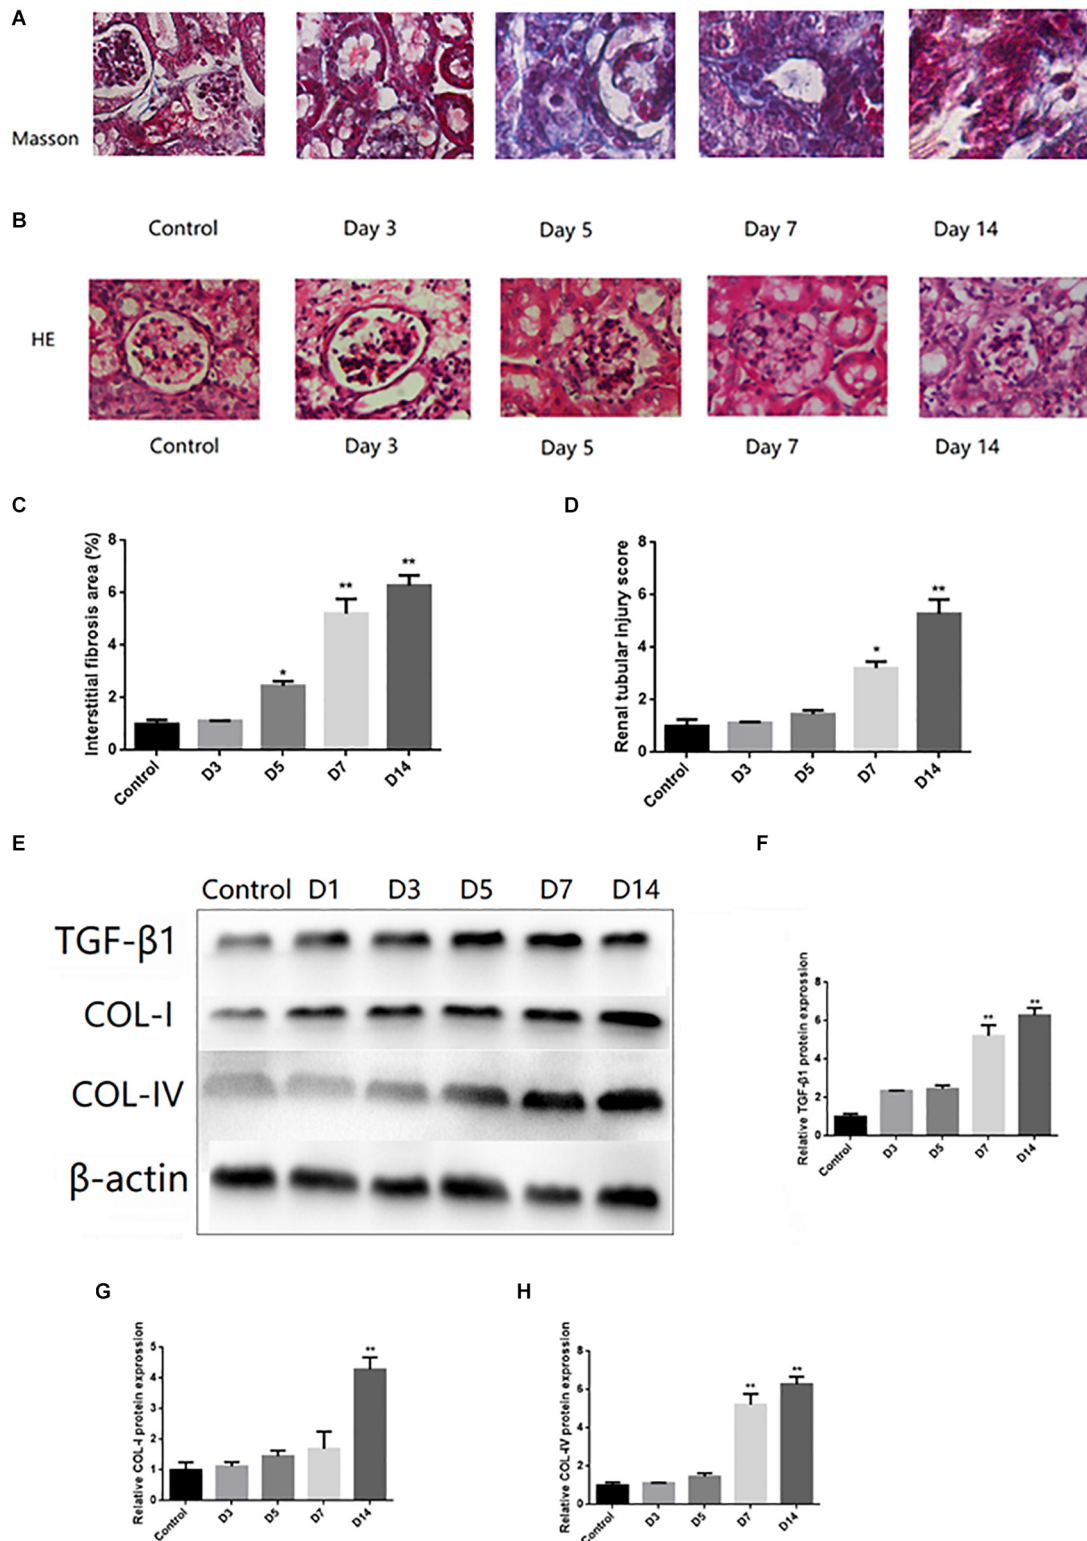 A
Masson
B
Control Day 3 Day 5 Day 7 Day 14
HE
Control Day 3 Day 5 Day 7 Day 14
C
Interstitial fibrosis area (%)
8
6
4
2
0
* ** **
Control D3 D5 D7 D14
D
Renal tubular injury score
8
6
4
2
0
* **
Control D3 D5 D7 D14
E
Control D1 D3 D5 D7 D14
TGF-β1
COL-I
COL-IV
β-actin
F
Relative TGF-β1 protein expression
8
6
4
2
0
** **
Control D3 D5 D7 D14
G
Relative COL-I protein expression
5
4
3
2
1
0
**
Control D3 D5 D7 D14
H
Relative COL-IV protein expression
8
6
4
2
0
** **
Control D3 D5 D7 D14